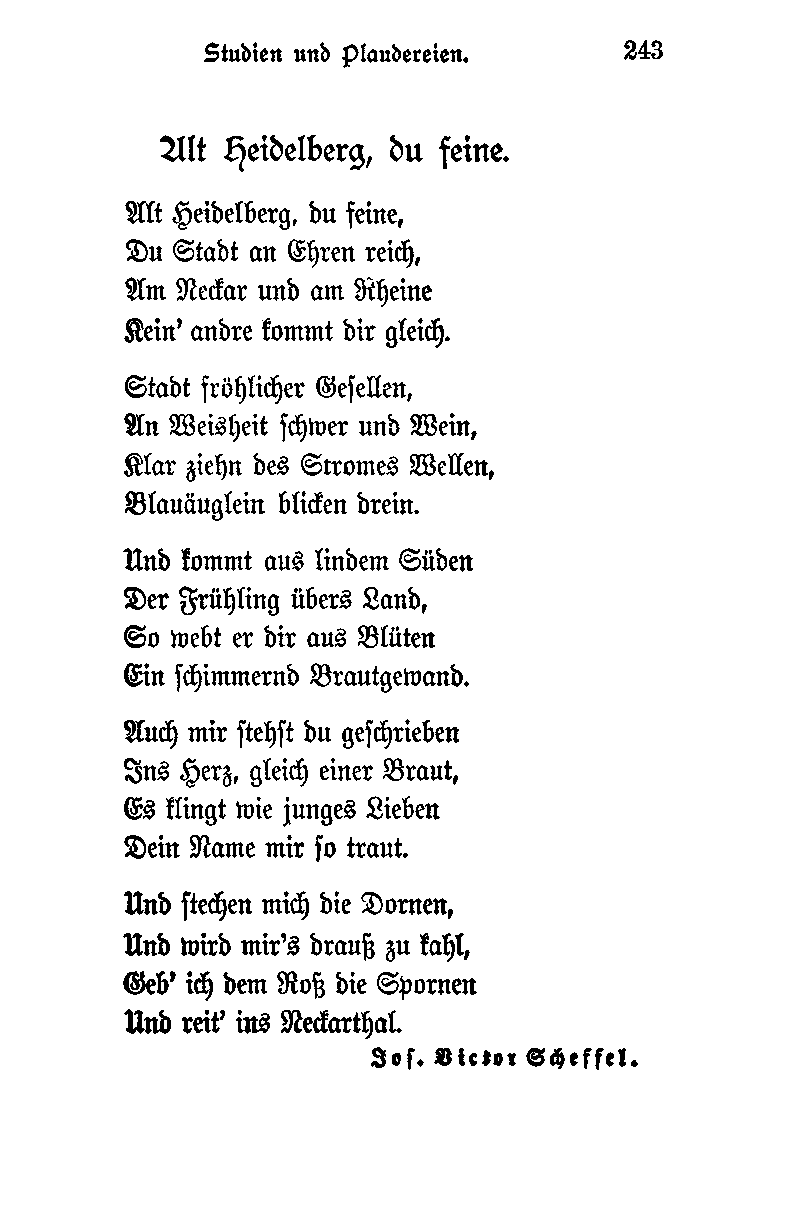 Studien und Plaudereien. 243
Alt Heidelberg, du feine.
Alt Heidelberg, du feine,
Du Stadt an Ehren reich,
Am Neckar und am Rheine
Kein' andre kommt dir gleich.
Stadt fröhlicher Gesellen,
An Weisheit schwer und Wein,
Klar ziehn des Stromes Wellen,
Blauäuglein blicken drein.
Und kommt aus lindem Süden
Der Frühling übers Land,
So webt er dir aus Blüten
Ein schimmernd Brautgewand.
Auch mir stehst du geschrieben
Ins Herz, gleich einer Braut,
Es klingt wie junges Lieben
Dein Name mir so traut.
Und stechen mich die Dornen,
Und wird mir's drauß zu kahl,
Geb' ich dem Roß die Spornen
Und reit' ins Neckarthal.
Jos. Victor Scheffel.